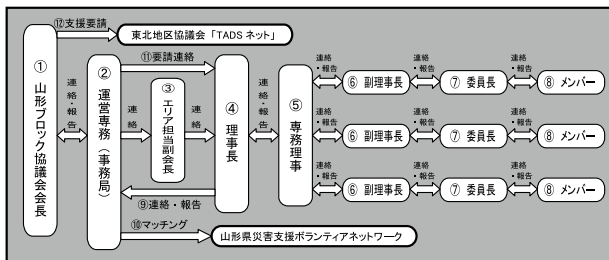 ⑫支援要請
東北地区協議会「TADSネット」
①山形ブロック協議会会長
連絡・報告
②運営専務（事務局）
⑪要請連絡
連絡
③エリア担当副会長
連絡
④理事長
連絡・報告
⑤専務理事
連絡・報告
⑥副理事長
連絡・報告
⑦委員長
連絡・報告
⑧メンバー
連絡・報告
⑥副理事長
連絡・報告
⑦委員長
連絡・報告
⑧メンバー
連絡・報告
⑥副理事長
連絡・報告
⑦委員長
連絡・報告
⑧メンバー
⑨連絡・報告
⑩マッチング
山形県災害支援ボランティアネットワーク